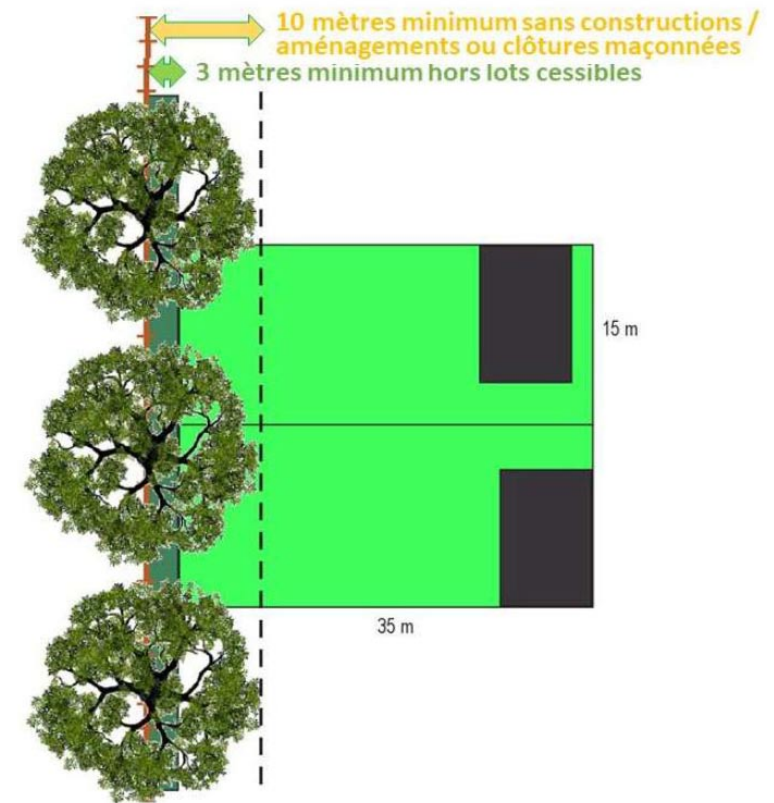 10 mètres minimum sans constructions /
aménagements ou clôtures maçonnées
3 mètres minimum hors lots cessibles
15 m
35 m